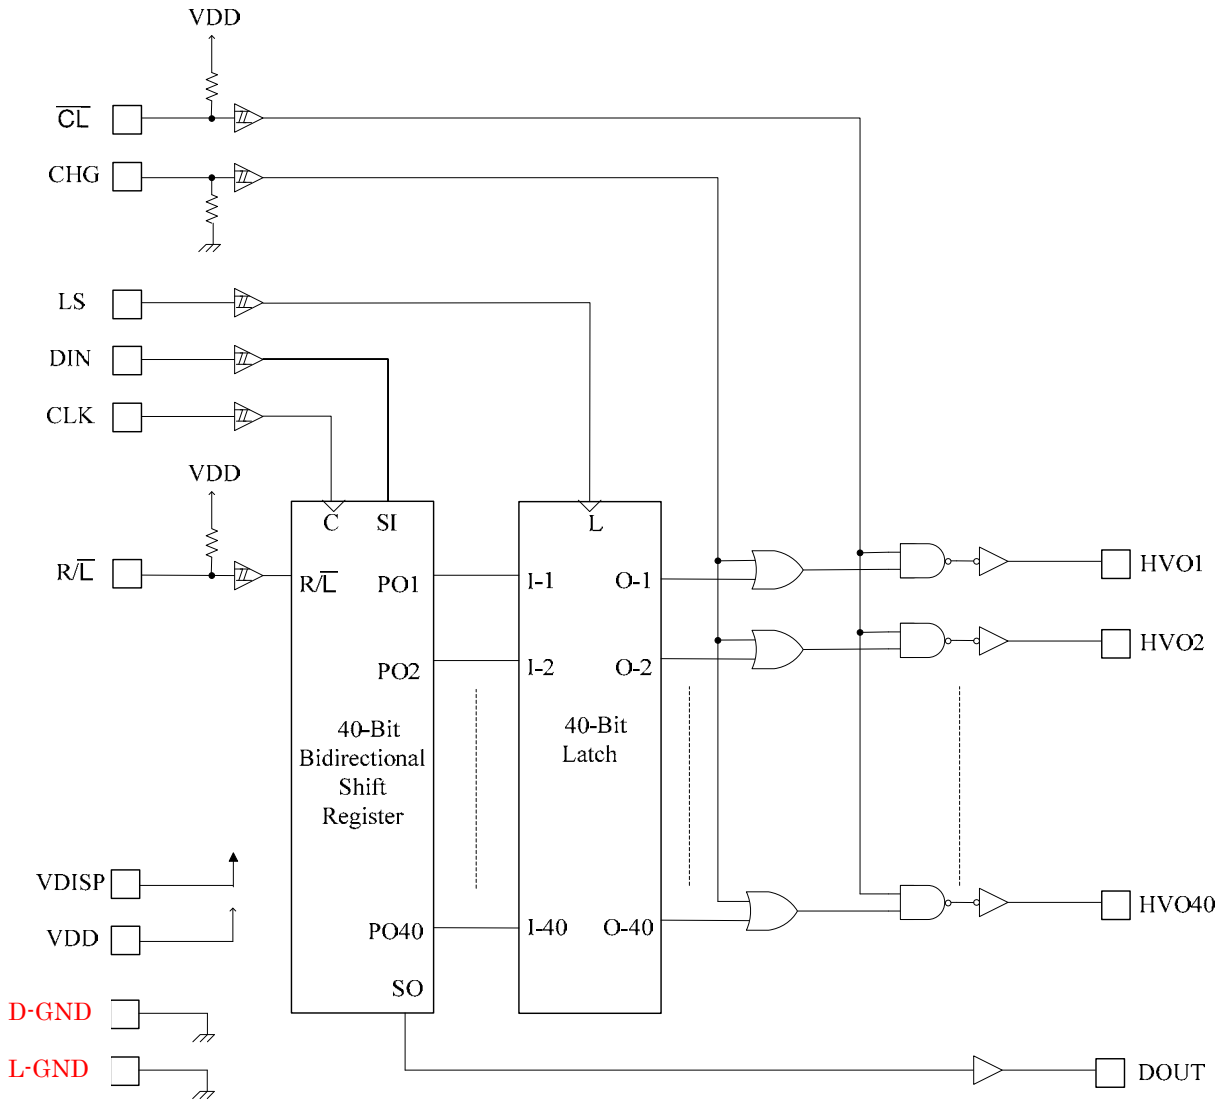 VDD
C̅L̅
CHG
LS
DIN
CLK
VDD
R/L̅
C SI
L
R/L̅ PO1
I-1 O-1
HVO1
PO2
I-2 O-2
HVO2
40-Bit
Bidirectional
Shift
Register
40-Bit
Latch
VDISP
VDD
PO40
I-40 O-40
HVO40
SO
D-GND
L-GND
DOUT